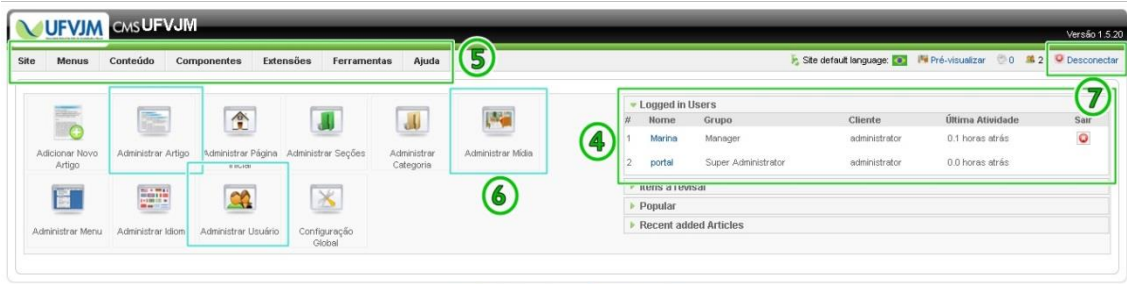 UFVJM CMS UFVJM
Versão 1.5.20
Site Menus Conteúdo Componentes Extensões Ferramentas Ajuda
5
Site default language: Pré-visualizar 0 2 Desconectar
7
Adicionar Novo Artigo
Administrar Artigo
Administrar Página
Administrar Seções
Administrar Categoria
Administrar Mídia
6
Administrar Menu
Administrar Idiom
Administrar Usuário
Configuração Global
4
Logged in Users
# Nome Grupo Cliente Última Atividade Sair
1 Marina Manager administrator 0.1 horas atrás
2 portal Super Administrator administrator 0.0 horas atrás
Itens a revisar
Popular
Recent added Articles